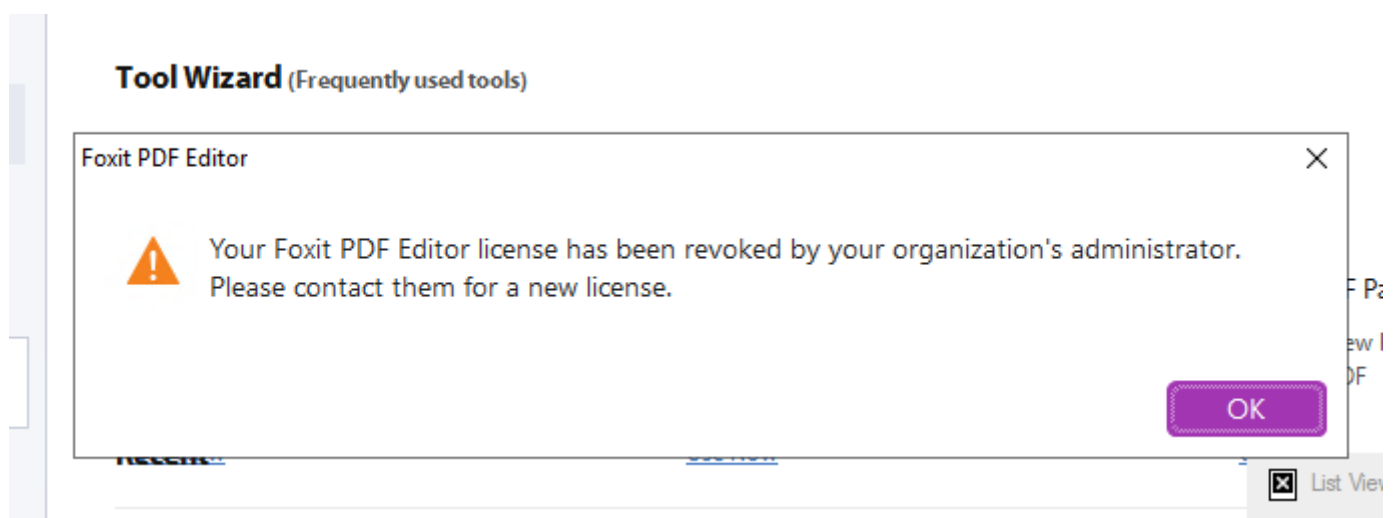 Tool Wizard (Frequently used tools)
Foxit PDF Editor
Your Foxit PDF Editor license has been revoked by your organization's administrator.
Please contact them for a new license.
OK
Recent
List